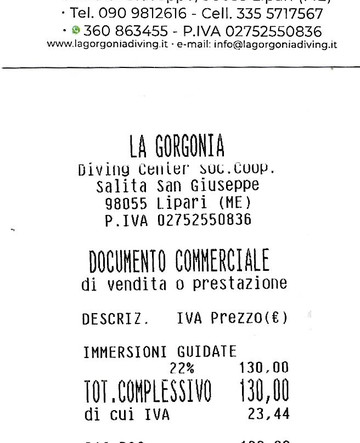 Lipari (ME)
• Tel. 090 9812616 - Cell. 335 5717567
• 360 863455 - P.IVA 02752550836
www.lagorgoniadiving.it • e-mail: info@lagorgoniadiving.it
LA GORGONIA
Diving Center Soc.Coop.
Salita San Giuseppe
98055 Lipari (ME)
P.IVA 02752550836
DOCUMENTO COMMERCIALE
di vendita o prestazione
DESCRIZ. IVA Prezzo(€)
IMMERSIONI GUIDATE
22% 130,00
TOT.COMPLESSIVO 130,00
di cui IVA 23,44